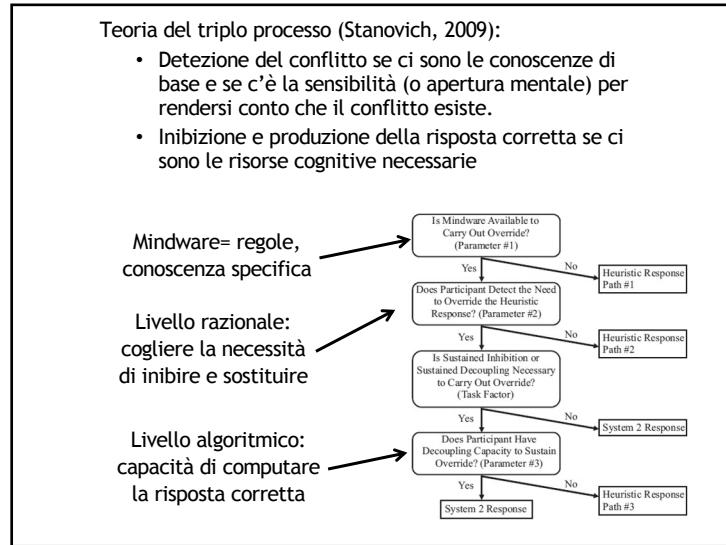 Teoria del triplo processo (Stanovich, 2009):
• Detezione del conflitto se ci sono le conoscenze di
base e se c'è la sensibilità (o apertura mentale) per
rendersi conto che il conflitto esiste.
• Inibizione e produzione della risposta corretta se ci
sono le risorse cognitive necessarie
Mindware= regole,
conoscenza specifica
Livello razionale:
cogliere la necessità
di inibire e sostituire
Livello algoritmico:
capacità di computare
la risposta corretta
Is Mindware Available to
Carry Out Override?
(Parameter #1)
Yes
No
Heuristic Response
Path #1
Does Participant Detect the Need
to Override the Heuristic
Response? (Parameter #2)
Yes
No
Heuristic Response
Path #2
Is Sustained Inhibition or
Sustained Decoupling Necessary
to Carry Out Override?
(Task Factor)
Yes
No
System 2 Response
Does Participant Have
Decoupling Capacity to Sustain
Override? (Parameter #3)
Yes
No
Heuristic Response
Path #3
System 2 Response